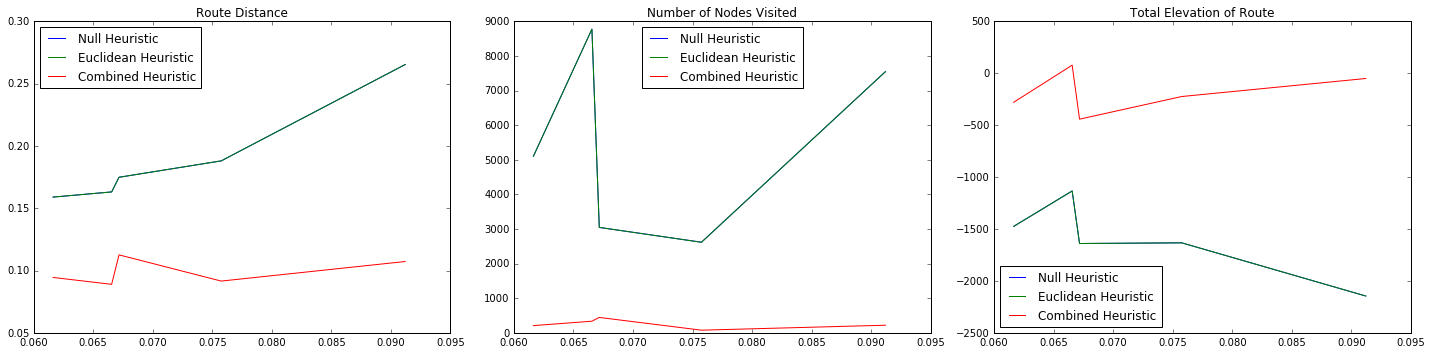 Route Distance
0.30
0.25
0.20
0.15
0.10
0.05
0.060 0.065 0.070 0.075 0.080 0.085 0.090 0.095
Null Heuristic
Euclidean Heuristic
Combined Heuristic
Number of Nodes Visited
9000
8000
7000
6000
5000
4000
3000
2000
1000
0
0.060 0.065 0.070 0.075 0.080 0.085 0.090 0.095
Null Heuristic
Euclidean Heuristic
Combined Heuristic
Total Elevation of Route
500
0
−500
−1000
−1500
−2000
−2500
0.060 0.065 0.070 0.075 0.080 0.085 0.090 0.095
Null Heuristic
Euclidean Heuristic
Combined Heuristic